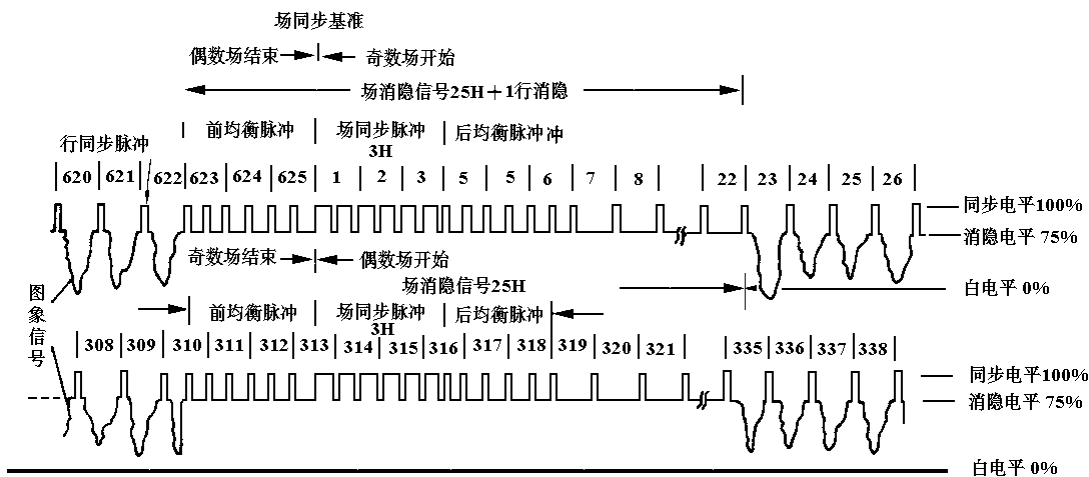 场同步基准
偶数场结束 奇数场开始
场消隐信号25H+1行消隐
行同步脉冲 前均衡脉冲 场同步脉冲 后均衡脉冲 冲
3H
620 621 622 623 624 625 1 2 3 5 5 6 7 8 22 23 24 25 26
同步电平100%
消隐电平 75%
奇数场结束 偶数场开始
场消隐信号25H
白电平 0%
图象信号
前均衡脉冲 场同步脉冲 后均衡脉冲
3H
308 309 310 311 312 313 314 315 316 317 318 319 320 321 335 336 337 338
同步电平100%
消隐电平 75%
白电平 0%